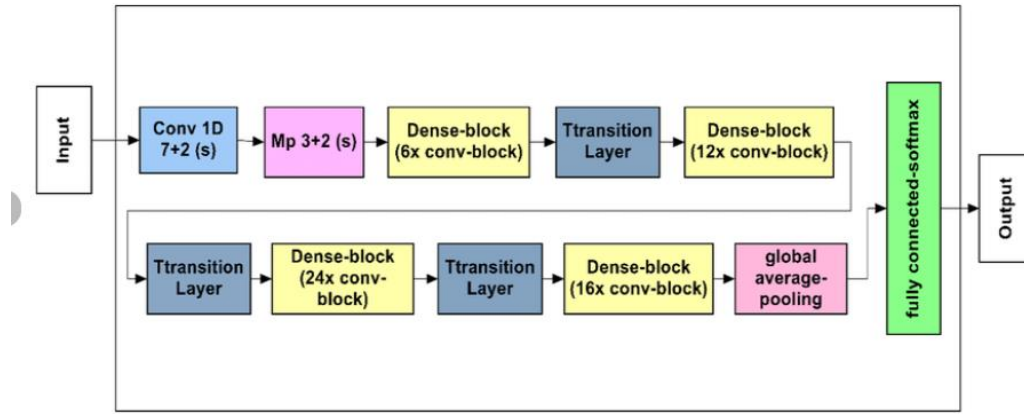 Input
Conv 1D
7+2 (s)
Mp 3+2 (s)
Dense-block
(6x conv-block)
Ttransition
Layer
Dense-block
(12x conv-block)
Ttransition
Layer
Dense-block
(24x conv-
block)
Ttransition
Layer
Dense-block
(16x conv-block)
global
average-
pooling
fully connected-softmax
Output